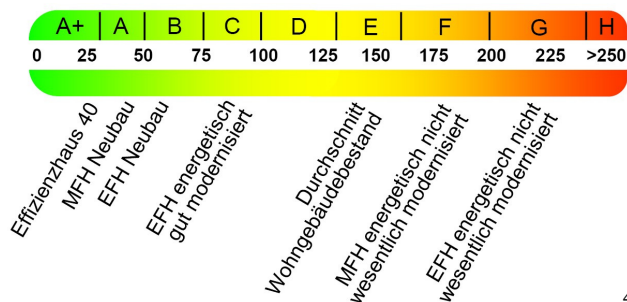 A+ A B C D E F G H
0 25 50 75 100 125 150 175 200 225 >250
Effizienzhaus 40
MFH Neubau
EFH Neubau
EFH energetisch
gut modernisiert
Durchschnitt
Wohngebäudebestand
MFH energetisch nicht
wesentlich modernisiert
EFH energetisch nicht
wesentlich modernisiert